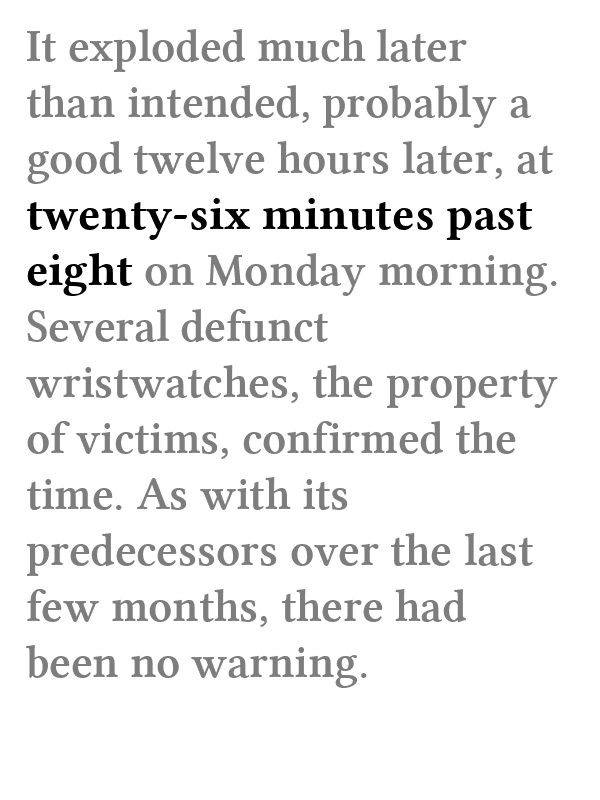 It exploded much later
than intended, probably a
good twelve hours later, at
twenty-six minutes past
eight on Monday morning.
Several defunct
wristwatches, the property
of victims, confirmed the
time. As with its
predecessors over the last
few months, there had
been no warning.